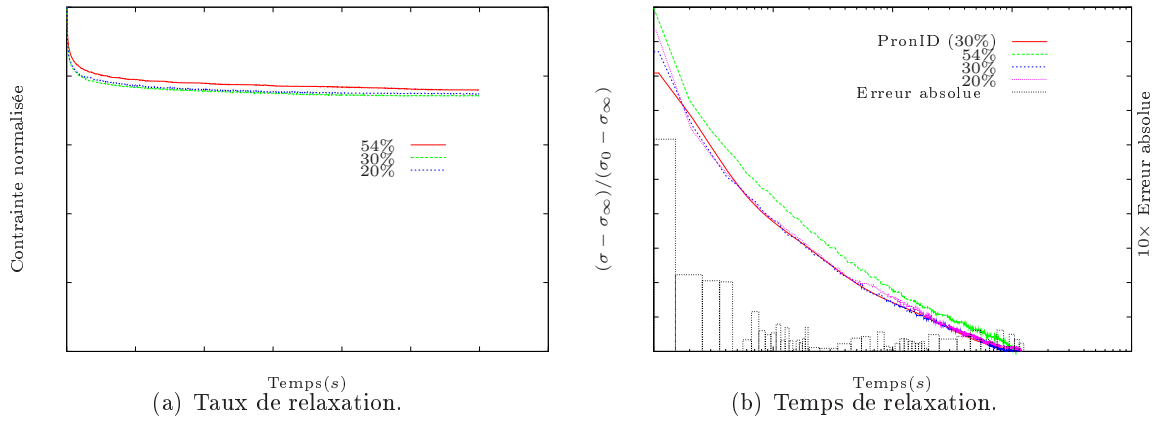 Contrainte normalisée
54%
30%
20%
Temps(s)
(a) Taux de relaxation.
(σ − σ∞)/(σ0 − σ∞)
PronID (30%)
54%
30%
20%
Erreur absolue
10× Erreur absolue
Temps(s)
(b) Temps de relaxation.